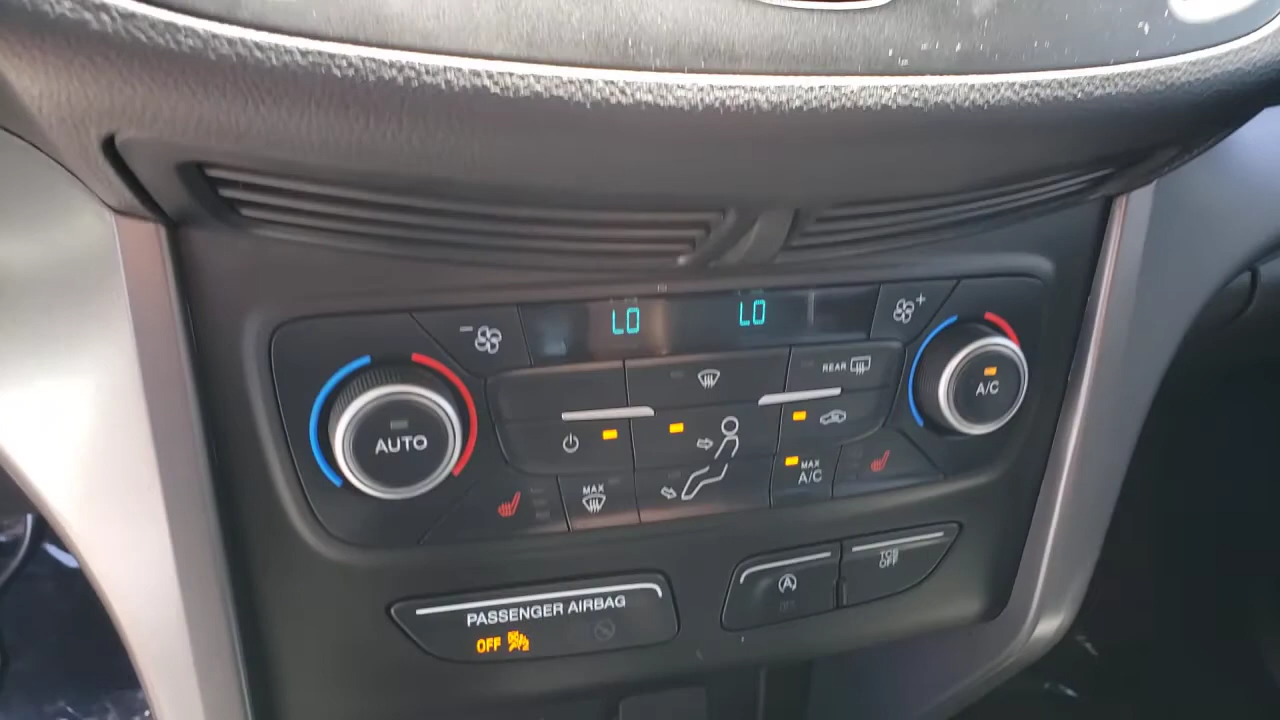 LO
LO
REAR
A/C
AUTO
MAX
A/C
MAX
TCS
OFF
PASSENGER AIRBAG
OFF